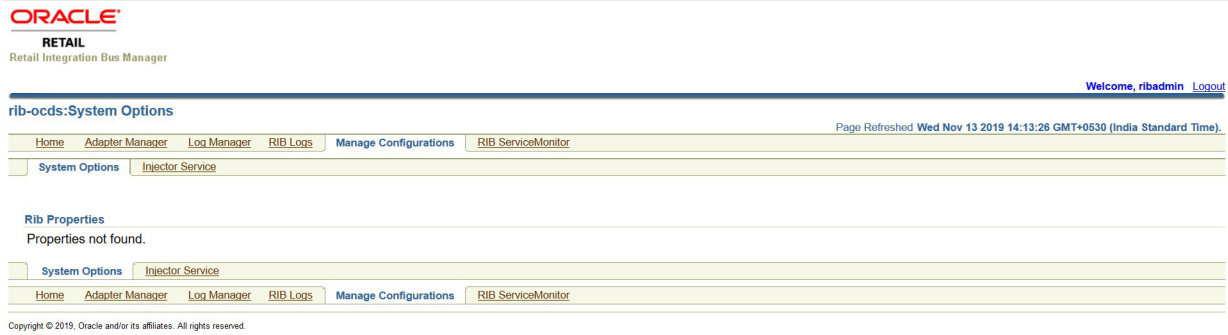 ORACLE
RETAIL
Retail Integration Bus Manager
Welcome, ribadmin Logout
rib-ocds:System Options
Page Refreshed Wed Nov 13 2019 14:13:26 GMT+0530 (India Standard Time).
Home Adapter Manager Log Manager RIB Logs Manage Configurations RIB ServiceMonitor
System Options Injector Service
Rib Properties
Properties not found.
System Options Injector Service
Home Adapter Manager Log Manager RIB Logs Manage Configurations RIB ServiceMonitor
Copyright © 2019, Oracle and/or its affiliates. All rights reserved.